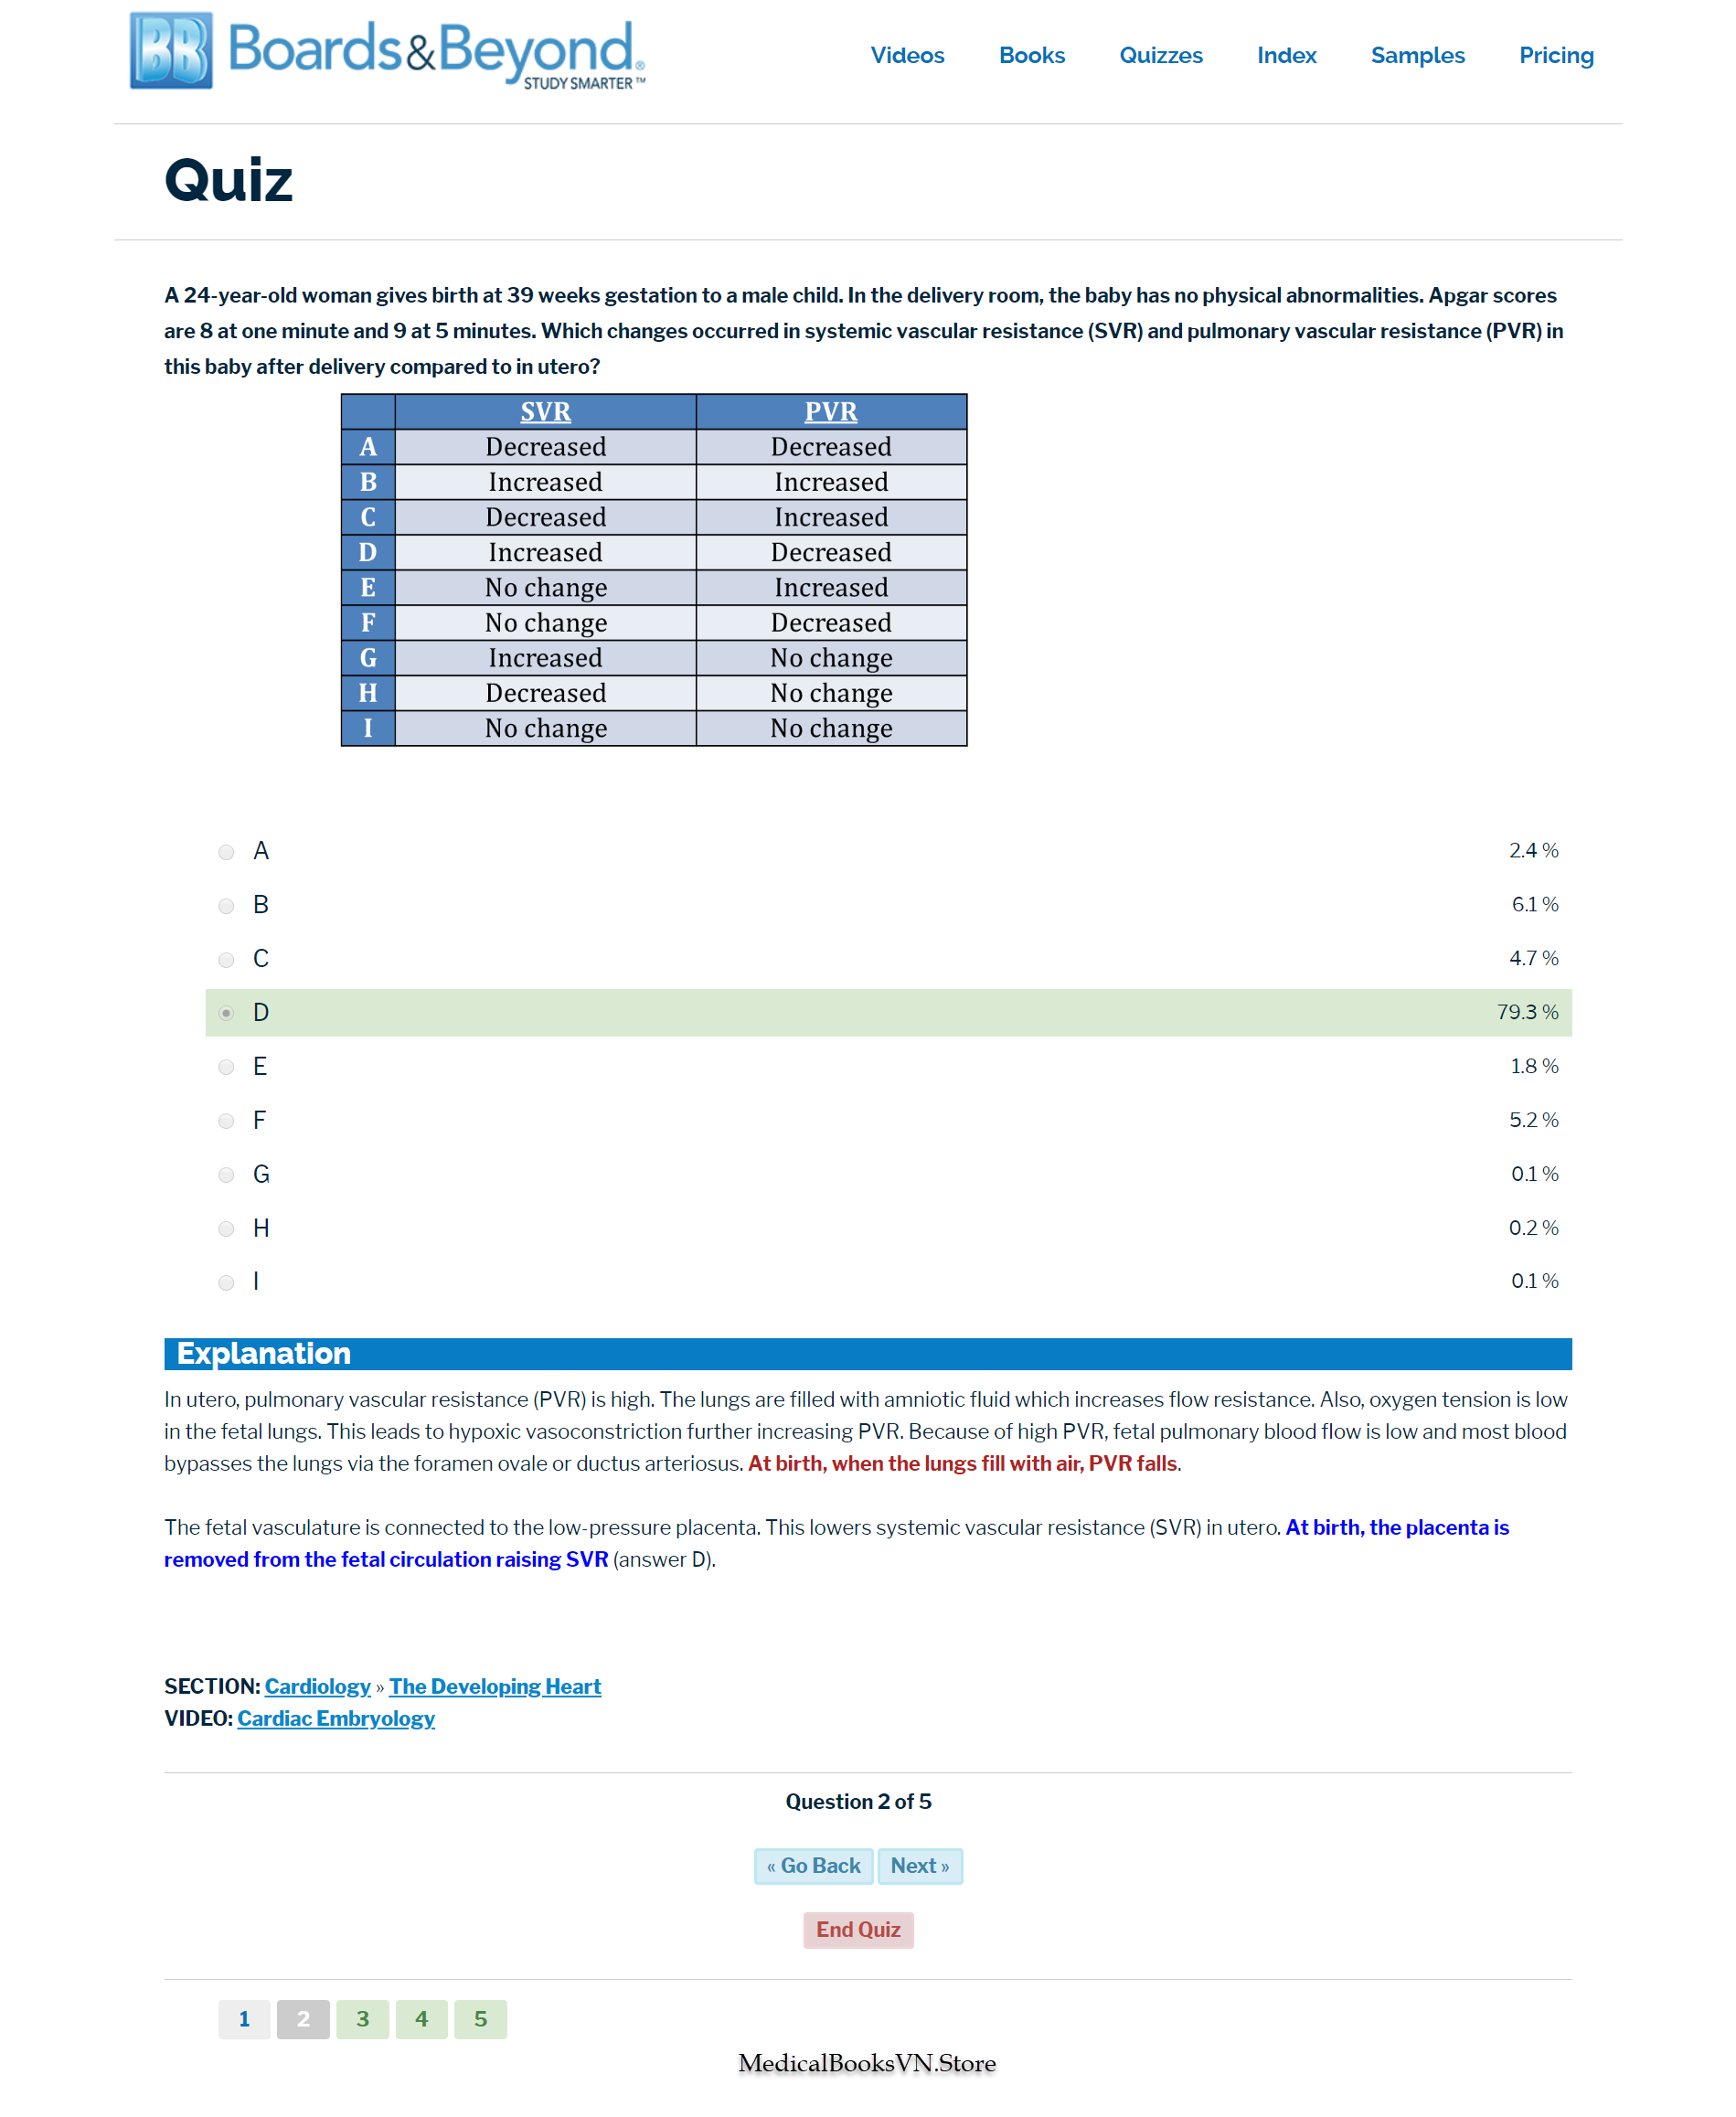 BB Boards&Beyond®
STUDY SMARTER™
Videos Books Quizzes Index Samples Pricing
Quiz
A 24-year-old woman gives birth at 39 weeks gestation to a male child. In the delivery room, the baby has no physical abnormalities. Apgar scores
are 8 at one minute and 9 at 5 minutes. Which changes occurred in systemic vascular resistance (SVR) and pulmonary vascular resistance (PVR) in
this baby after delivery compared to in utero?
SVR PVR
A Decreased Decreased
B Increased Increased
C Decreased Increased
D Increased Decreased
E No change Increased
F No change Decreased
G Increased No change
H Decreased No change
I No change No change
A 2.4 %
B 6.1 %
C 4.7 %
D 79.3 %
E 1.8 %
F 5.2 %
G 0.1 %
H 0.2 %
I 0.1 %
Explanation
In utero, pulmonary vascular resistance (PVR) is high. The lungs are filled with amniotic fluid which increases flow resistance. Also, oxygen tension is low
in the fetal lungs. This leads to hypoxic vasoconstriction further increasing PVR. Because of high PVR, fetal pulmonary blood flow is low and most blood
bypasses the lungs via the foramen ovale or ductus arteriosus. At birth, when the lungs fill with air, PVR falls.
The fetal vasculature is connected to the low-pressure placenta. This lowers systemic vascular resistance (SVR) in utero. At birth, the placenta is
removed from the fetal circulation raising SVR (answer D).
SECTION: Cardiology » The Developing Heart
VIDEO: Cardiac Embryology
Question 2 of 5
« Go Back Next »
End Quiz
1 2 3 4 5
MedicalBooksVN.Store